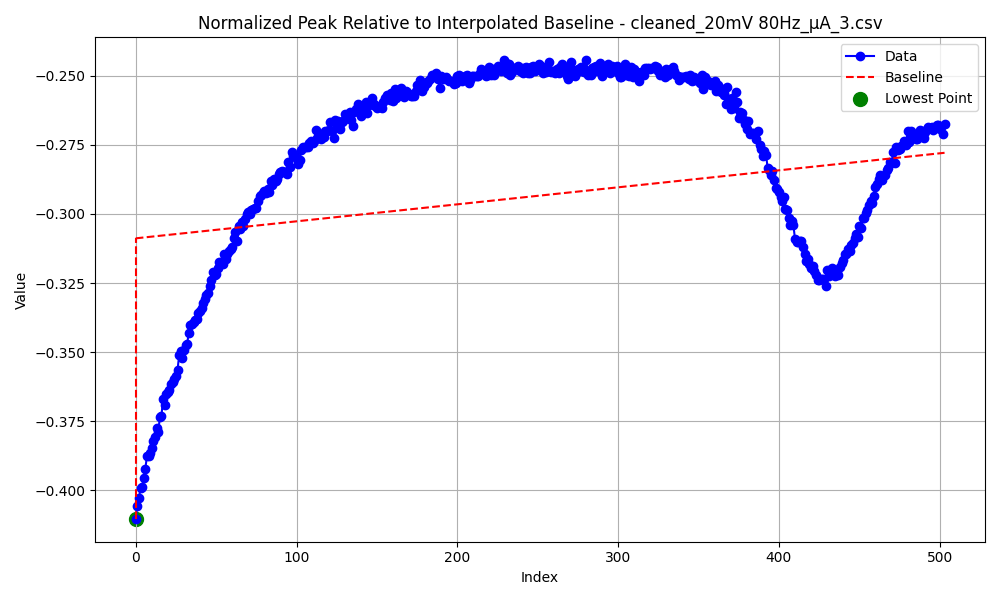 Normalized Peak Relative to Interpolated Baseline - cleaned_20mV 80Hz_µA_3.csv
Data
Baseline
Lowest Point
−0.250
−0.275
−0.300
−0.325
−0.350
−0.375
−0.400
Value
0
100
200
300
400
500
Index